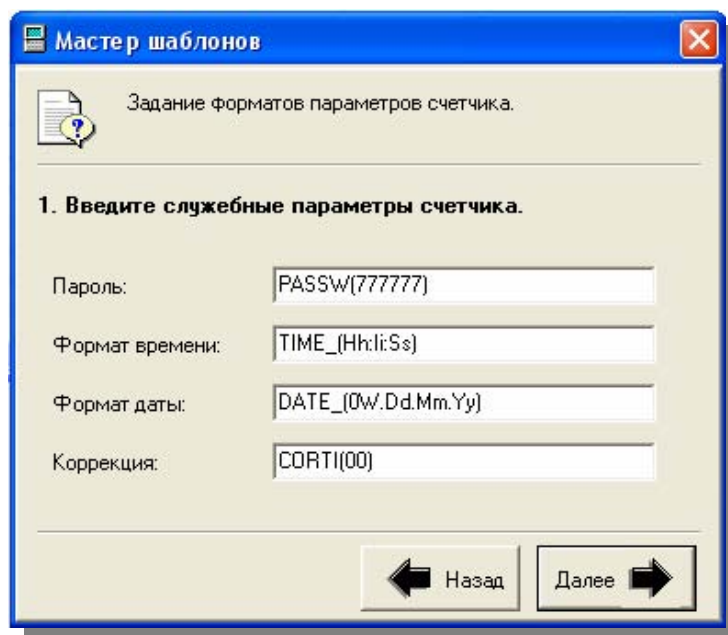 Мастер шаблонов
Задание форматов параметров счетчика.
1. Введите служебные параметры счетчика.
Пароль: PASSW(777777)
Формат времени: TIME_(Hh:Ii:Ss)
Формат даты: DATE_(0W.Dd.Mm.Yy)
Коррекция: CORTI(00)
Назад Далее